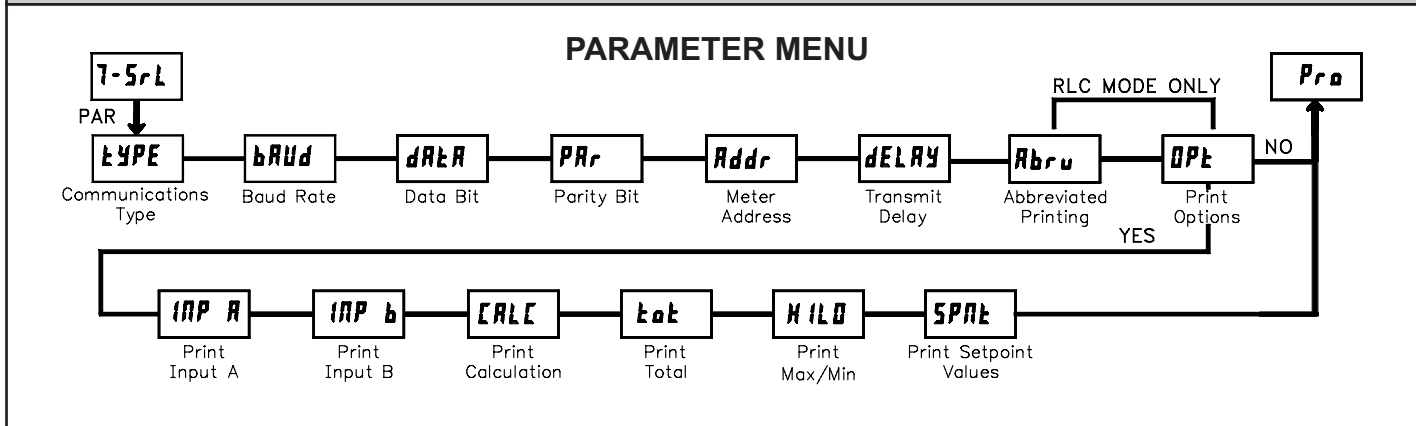 PARAMETER MENU
7-SrL
PAR
tYPE
Communications
Type
bAUd
Baud Rate
dAtA
Data Bit
PAr
Parity Bit
Addr
Meter
Address
dELAY
Transmit
Delay
RLC MODE ONLY
Abrv
Abbreviated
Printing
OPt
Print
Options
NO
Pro
YES
INP A
Print
Input A
INP b
Print
Input B
CALC
Print
Calculation
tot
Print
Total
HILO
Print
Max/Min
SPNt
Print Setpoint
Values